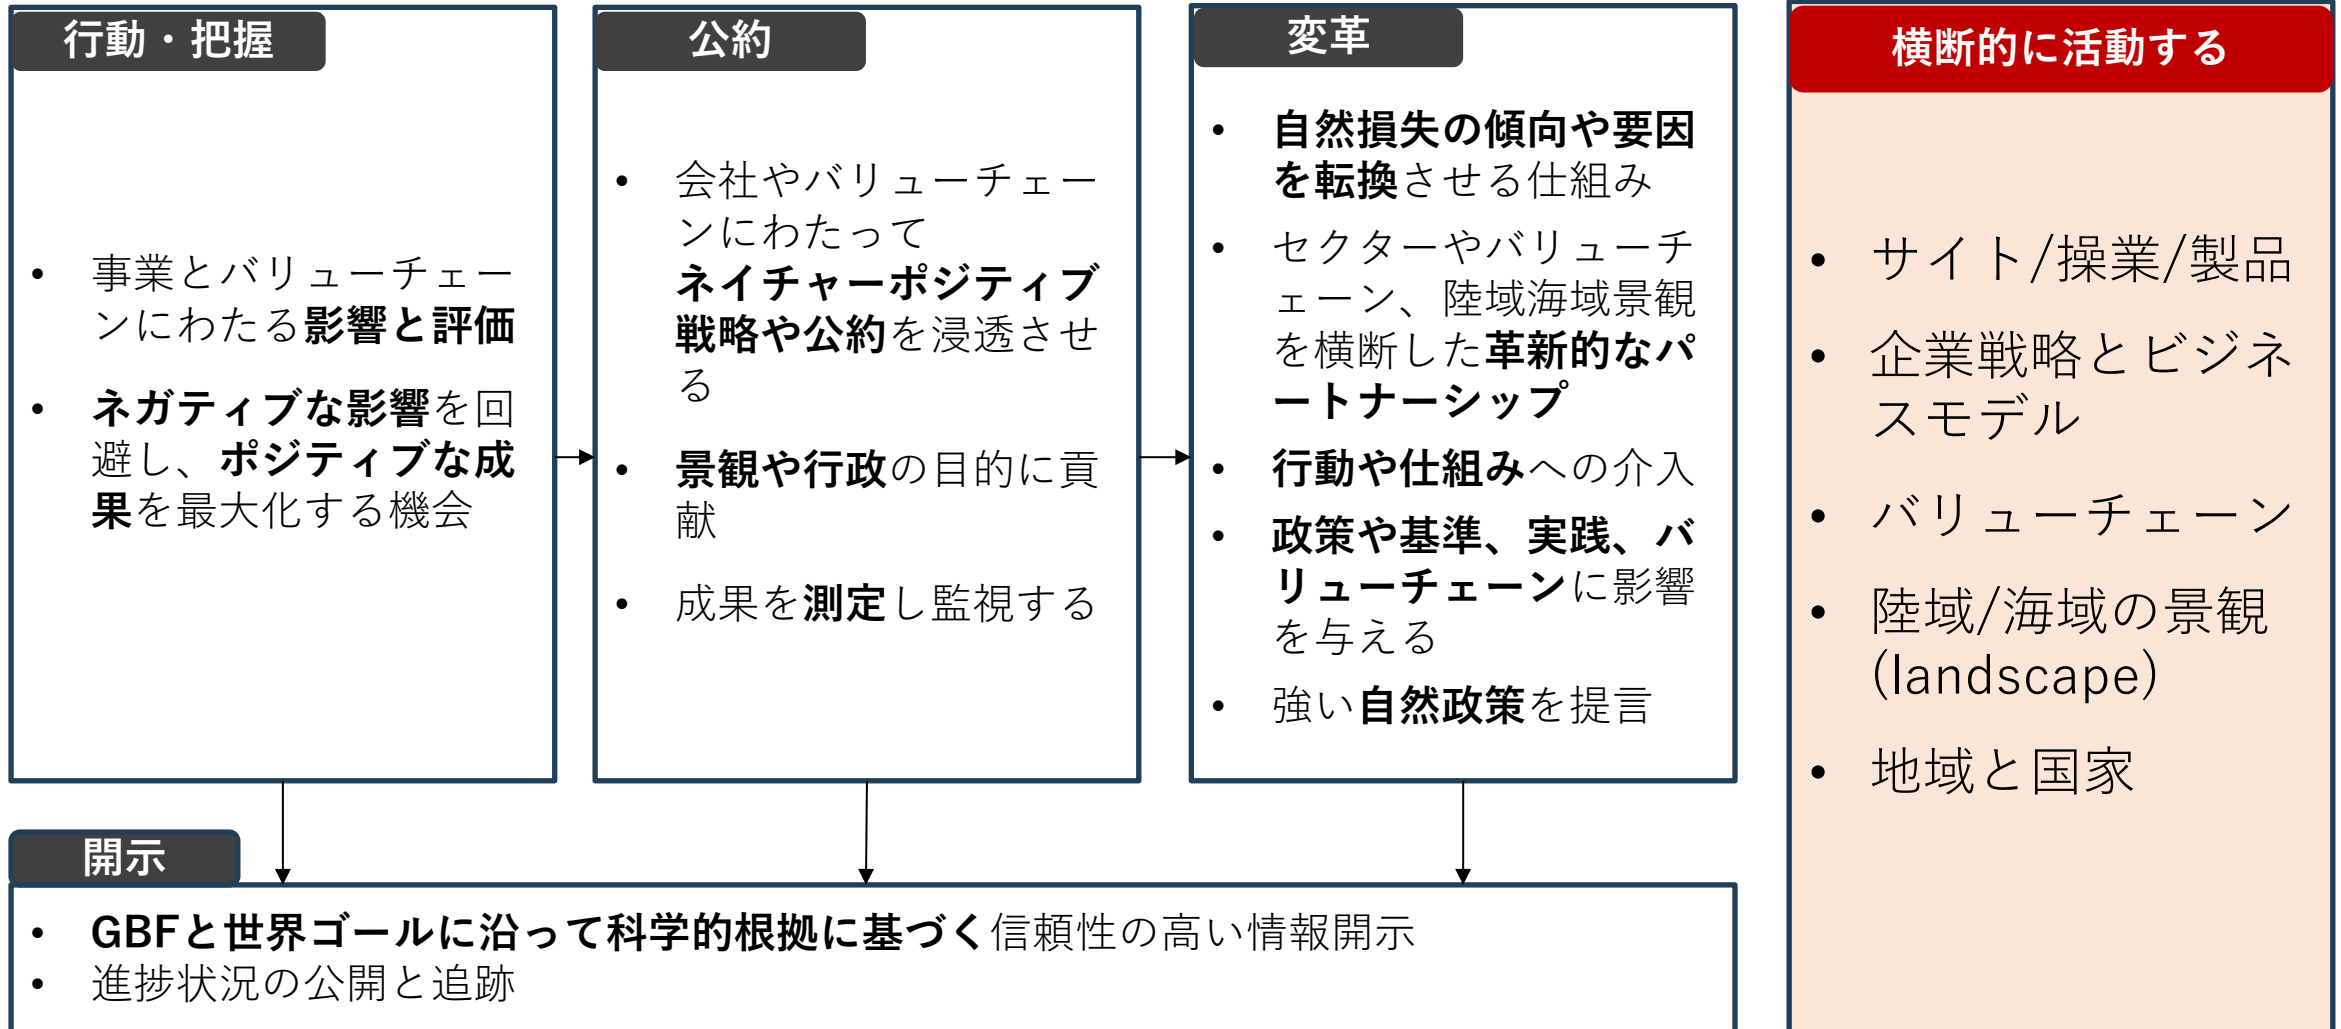 行動・把握
• 事業とバリューチェー
ンにわたる影響と評価
• ネガティブな影響を回
避し、ポジティブな成
果を最大化する機会
公約
• 会社やバリューチェー
ンにわたって
ネイチャーポジティブ
戦略や公約を浸透させ
る
• 景観や行政の目的に貢
献
• 成果を測定し監視する
変革
• 自然損失の傾向や要因
を転換させる仕組み
• セクターやバリューチ
ェーン、陸域海域景観
を横断した革新的なパ
ートナーシップ
• 行動や仕組みへの介入
• 政策や基準、実践、バ
リューチェーンに影響
を与える
• 強い自然政策を提言
開示
• GBFと世界ゴールに沿って科学的根拠に基づく信頼性の高い情報開示
• 進捗状況の公開と追跡
横断的に活動する
• サイト/操業/製品
• 企業戦略とビジネ
スモデル
• バリューチェーン
• 陸域/海域の景観
(landscape)
• 地域と国家